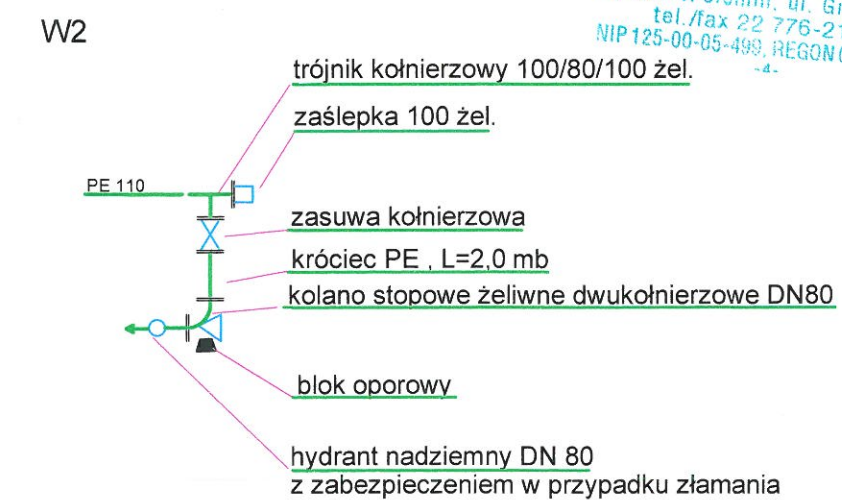 W2
tel./fax 22 776-21
NIP 125-00-05-499, REGON
-4-
trójnik kołnierzowy 100/80/100 żel.
zaślepka 100 żel.
PE 110
zasuwa kołnierzowa
króciec PE , L=2,0 mb
kolano stopowe żeliwne dwukołnierzowe DN80
blok oporowy
hydrant nadziemny DN 80
z zabezpieczeniem w przypadku złamania